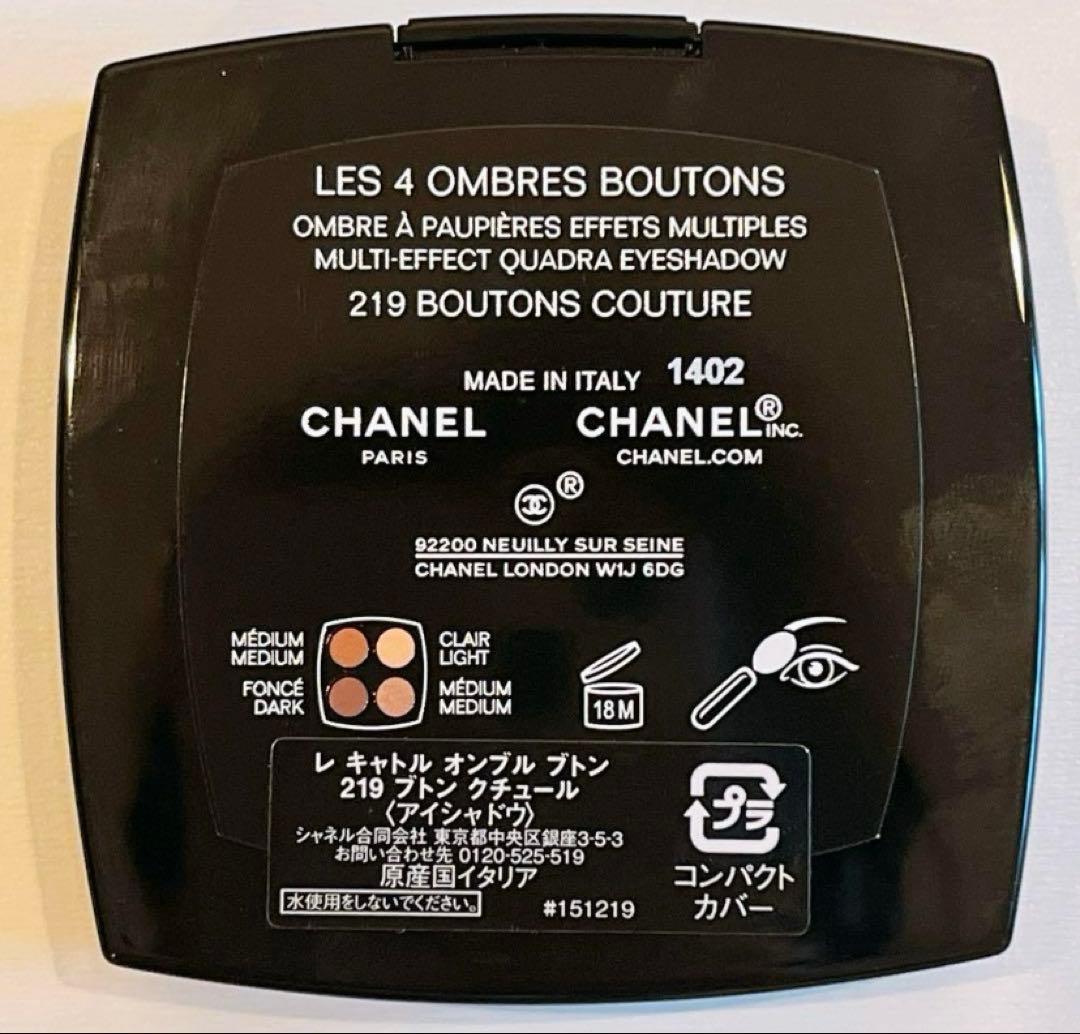 LES 4 OMBRES BOUTONS
OMBRE À PAUPIÈRES EFFETS MULTIPLES
MULTI-EFFECT QUADRA EYESHADOW
219 BOUTONS COUTURE
MADE IN ITALY 1402
CHANEL CHANEL® INC.
PARIS CHANEL.COM
®
92200 NEUILLY SUR SEINE
CHANEL LONDON W1J 6DG
MÉDIUM CLAIR
MEDIUM LIGHT
FONCÉ MÉDIUM
DARK MEDIUM
18 M
レ キャトル オンブル ブトン
219 ブトン クチュール
〈アイシャドウ〉
シャネル合同会社 東京都中央区銀座3-5-3
お問い合わせ先 0120-525-519
原産国イタリア
水使用をしないでください。 #151219
プラ
コンパクト
カバー